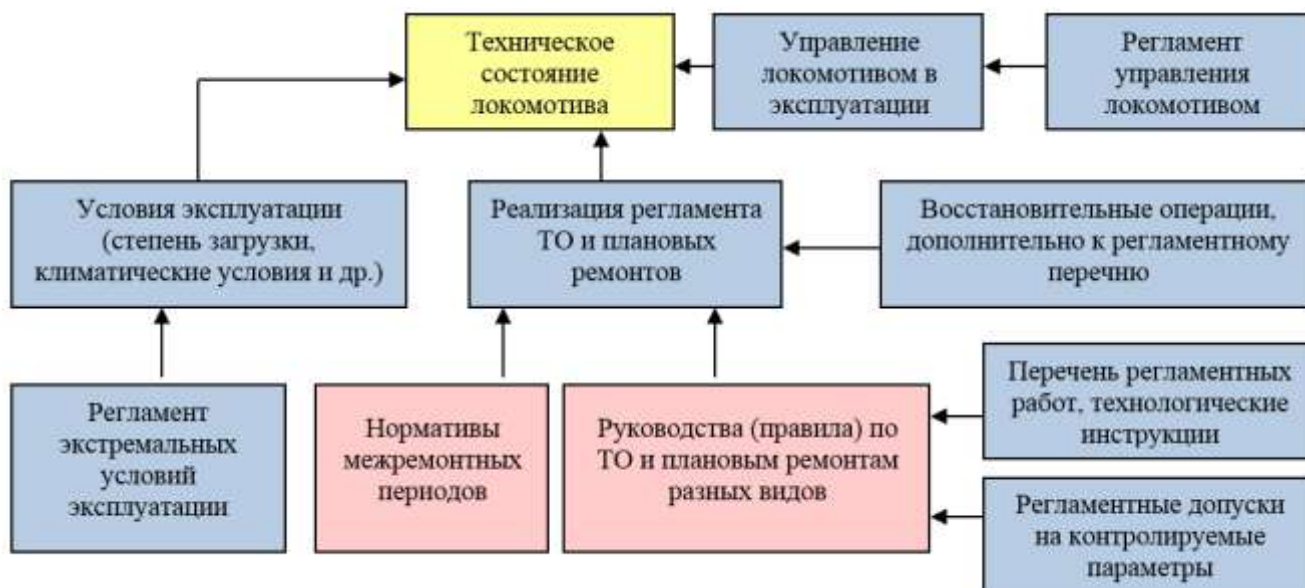 Техническое
состояние
локомотива
Управление
локомотивом в
эксплуатации
Регламент
управления
локомотивом
Условия эксплуатации
(степень загрузки,
климатические условия и др.)
Реализация регламента
ТО и плановых
ремонтов
Восстановительные операции,
дополнительно к регламентному
перечню
Регламент
экстремальных
условий
эксплуатации
Нормативы
межремонтных
периодов
Руководства (правила) по
ТО и плановым ремонтам
разных видов
Перечень регламентных
работ, технологические
инструкции
Регламентные допуски
на контролируемые
параметры